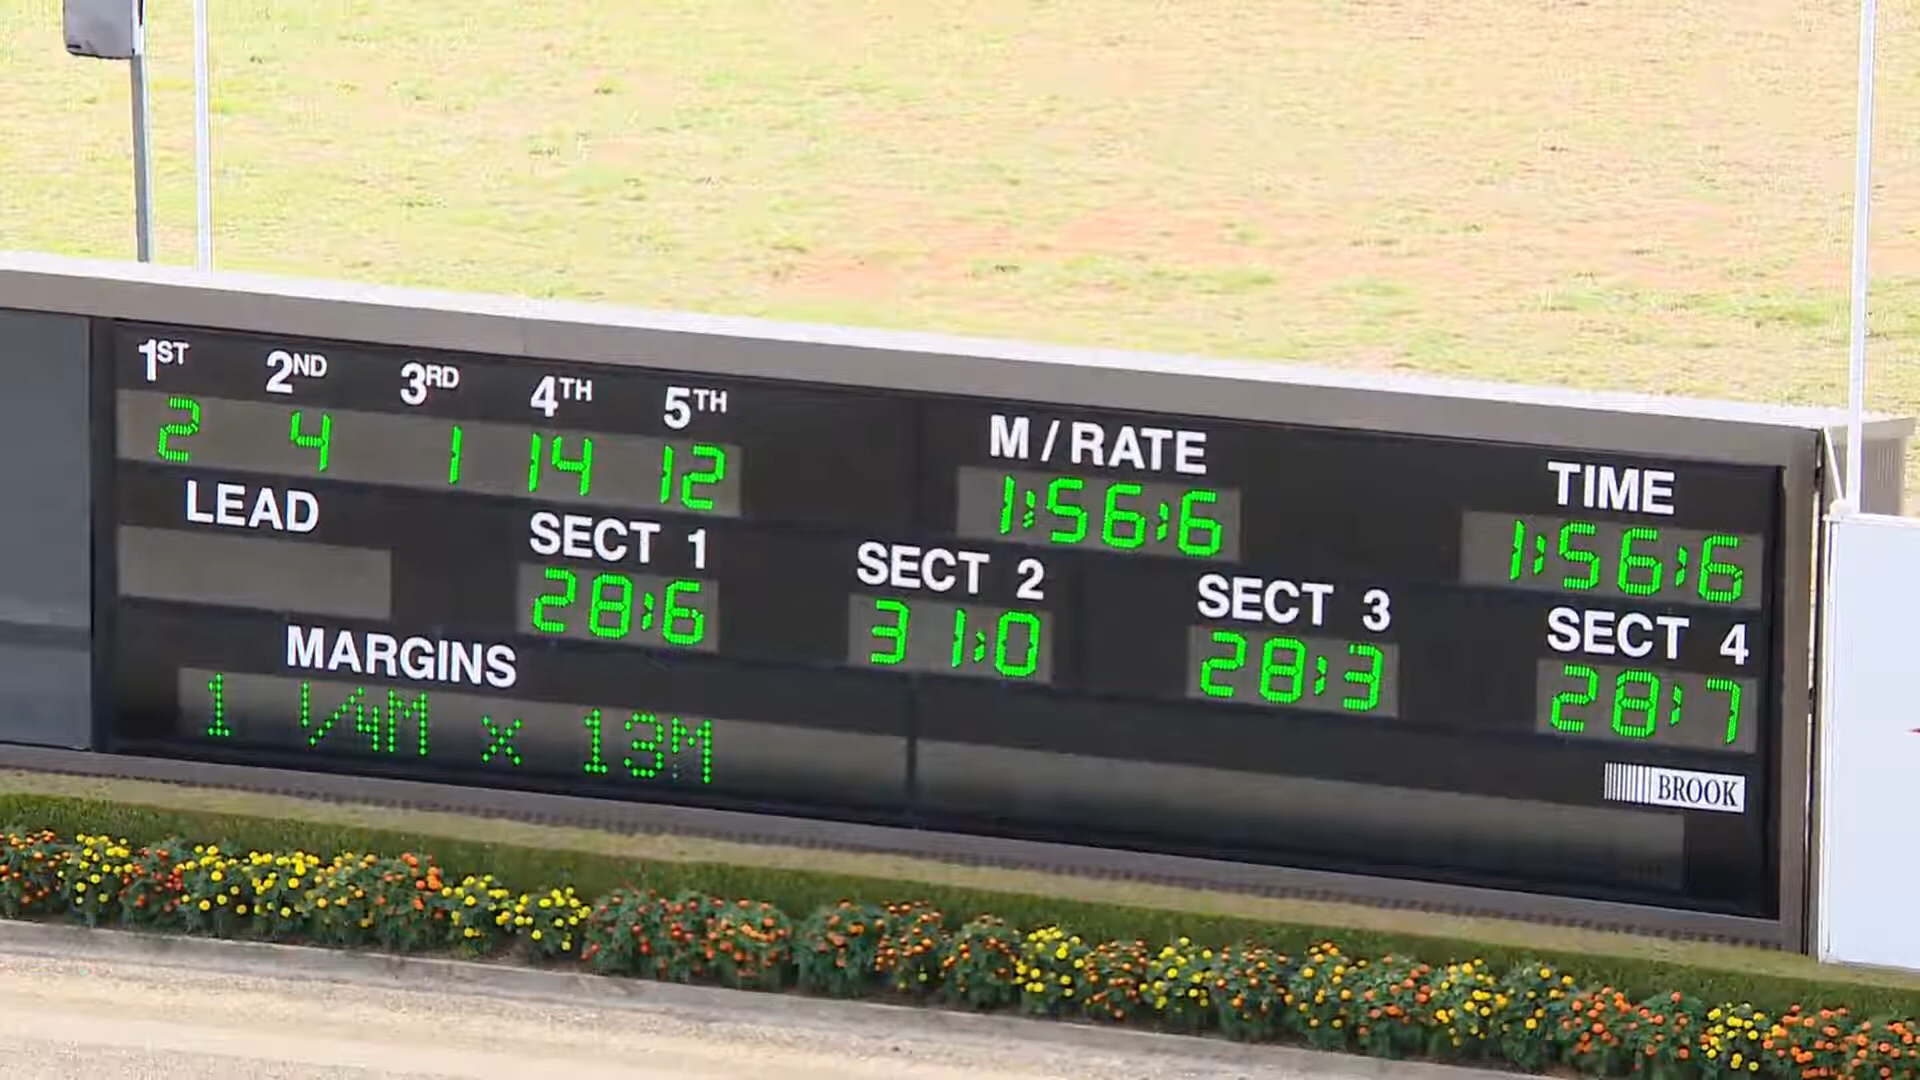 1ST 2ND 3RD 4TH 5TH
2 4 1 14 12
M/RATE
1:56:6
TIME
1:56:6
LEAD
SECT 1
28:6
SECT 2
31:0
SECT 3
28:3
SECT 4
28:7
MARGINS
1 1/4M x 13M
BROOK